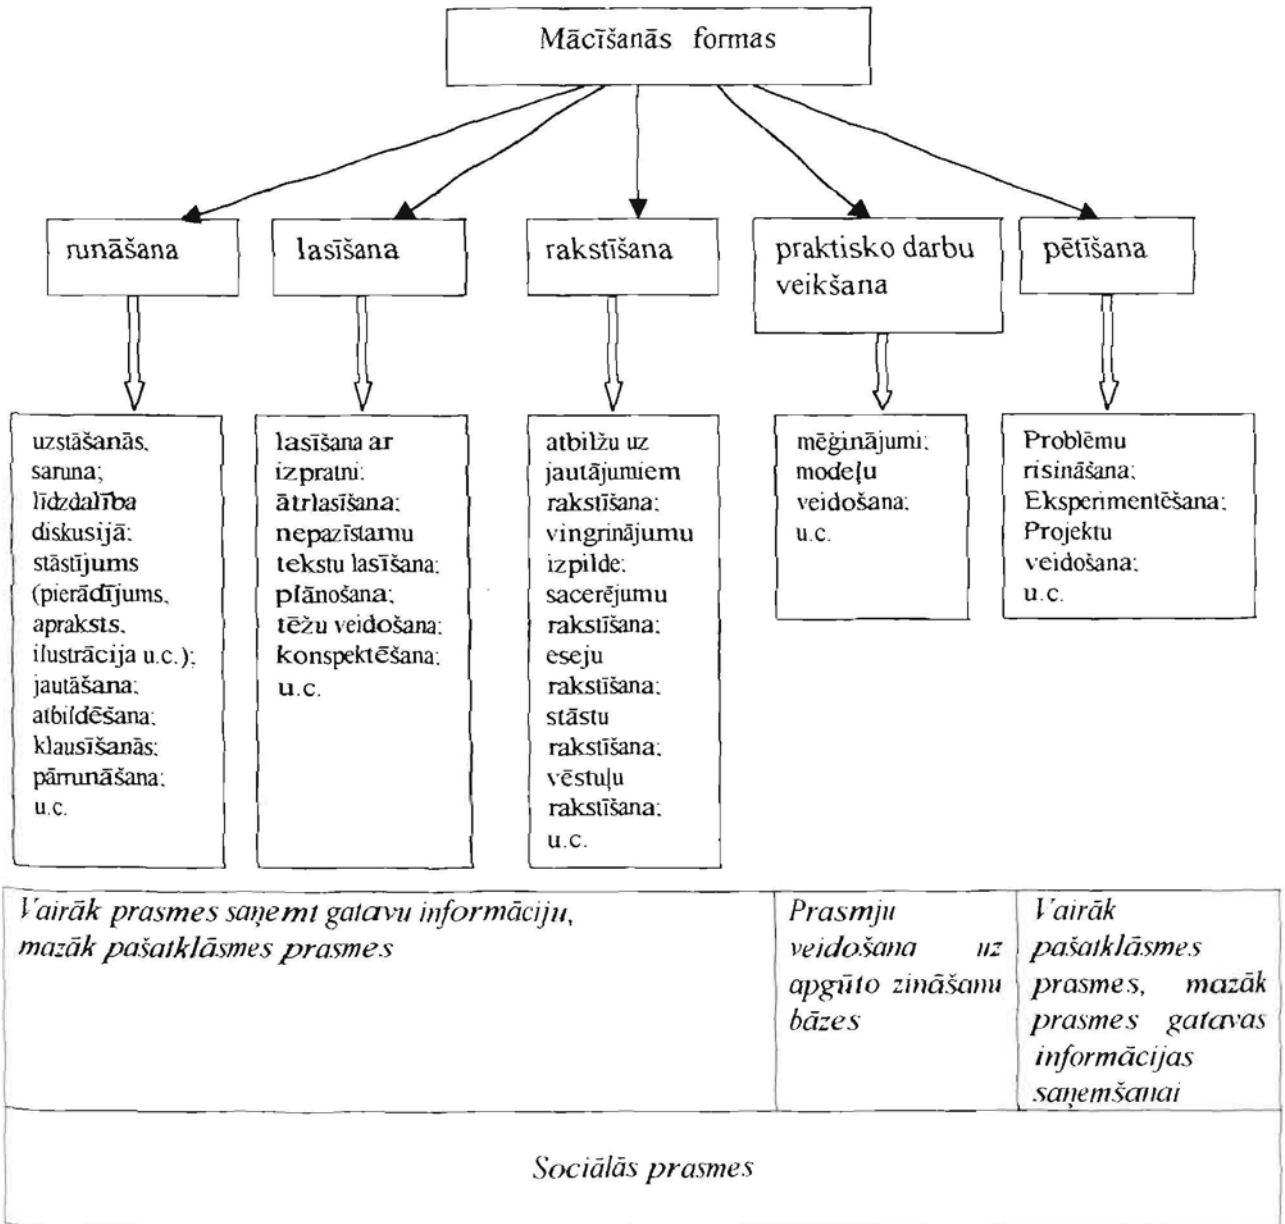 Mācīšanās formas
runāšana
lasīšana
rakstīšana
praktisko darbu
veikšana
pētīšana
uzstāšanās,
saruna;
līdzdalība
diskusijā;
stāstījums
(pierādījums,
apraksts,
ilustrācija u.c.);
jautāšana;
atbildēšana;
klausīšanās;
pārrunāšana;
u.c.
lasīšana ar
izpratni;
ātrlasīšana;
nepazīstamu
tekstu lasīšana;
plānošana;
tēžu veidošana;
konspektēšana;
u.c.
atbilžu uz
jautājumiem
rakstīšana;
vingrinājumu
izpilde;
sacerējumu
rakstīšana;
eseju
rakstīšana;
stāstu
rakstīšana;
vēstuļu
rakstīšana;
u.c.
mēģinājumi;
modeļu
veidošana;
u.c.
Problēmu
risināšana;
Eksperimentēšana;
Projektu
veidošana;
u.c.
Vairāk prasmes saņemt gatavu informāciju,
mazāk pašatklāsmes prasmes
Prasmju
veidošana uz
apgūto zināšanu
bāzes
Vairāk
pašatklāsmes
prasmes, mazāk
prasmes gatavas
informācijas
saņemšanai
Sociālās prasmes